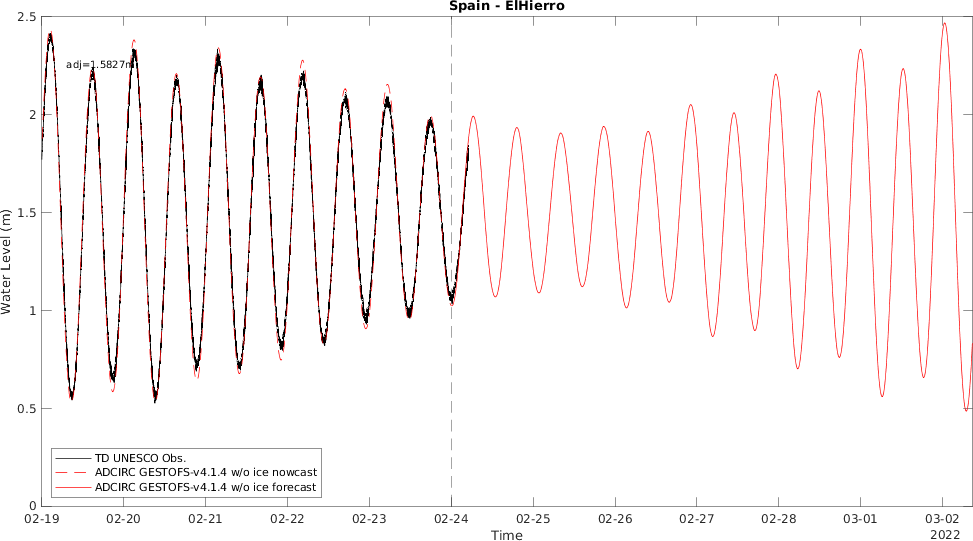 Spain - ElHierro
2.5
2
1.5
1
0.5
0
Water Level (m)
adj=1.5827m
TD UNESCO Obs.
ADCIRC GESTOFS-v4.1.4 w/o ice nowcast
ADCIRC GESTOFS-v4.1.4 w/o ice forecast
02-19 02-20 02-21 02-22 02-23 02-24 02-25 02-26 02-27 02-28 03-01 03-02
Time 2022